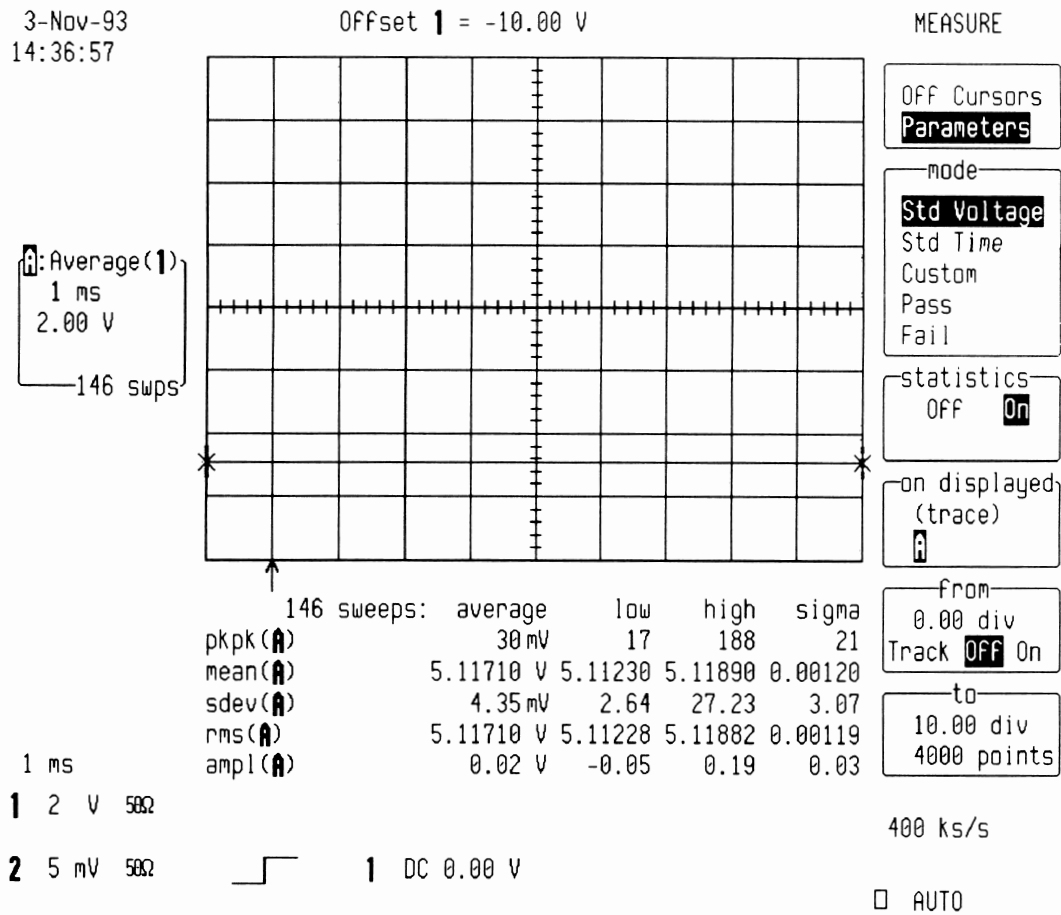 3-Nov-93
14:36:57
Offset 1 = -10.00 V
MEASURE
Off Cursors
Parameters
mode
Std Voltage
Std Time
Custom
Pass
Fail
A:Average(1)
1 ms
2.00 V
146 swps
statistics
Off On
on displayed
(trace)
A
from
0.00 div
Track Off On
to
10.00 div
4000 points
146 sweeps: average low high sigma
pkpk(A) 30 mV 17 188 21
mean(A) 5.11710 V 5.11230 5.11890 0.00120
sdev(A) 4.35 mV 2.64 27.23 3.07
rms(A) 5.11710 V 5.11228 5.11882 0.00119
ampl(A) 0.02 V -0.05 0.19 0.03
1 ms
1 2 V 50Ω
2 5 mV 50Ω
1 DC 0.00 V
400 ks/s
□ AUTO